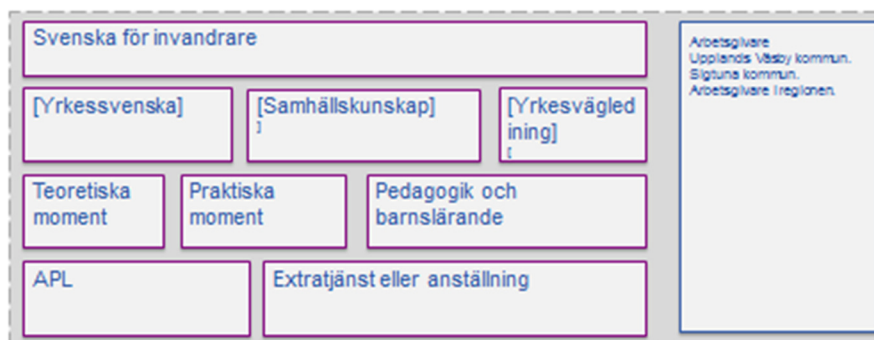 Svenska för invandrare
[Yrkessvenska]
[Samhällskunskap]
]
[Yrkesvägled
ining]
[
Teoretiska
moment
Praktiska
moment
Pedagogik och
barnslärande
APL
Extratjänst eller anställning
Arbetsgivare
Upplands Väsby kommun.
Sigtuna kommun.
Arbetsgivare i regionen.